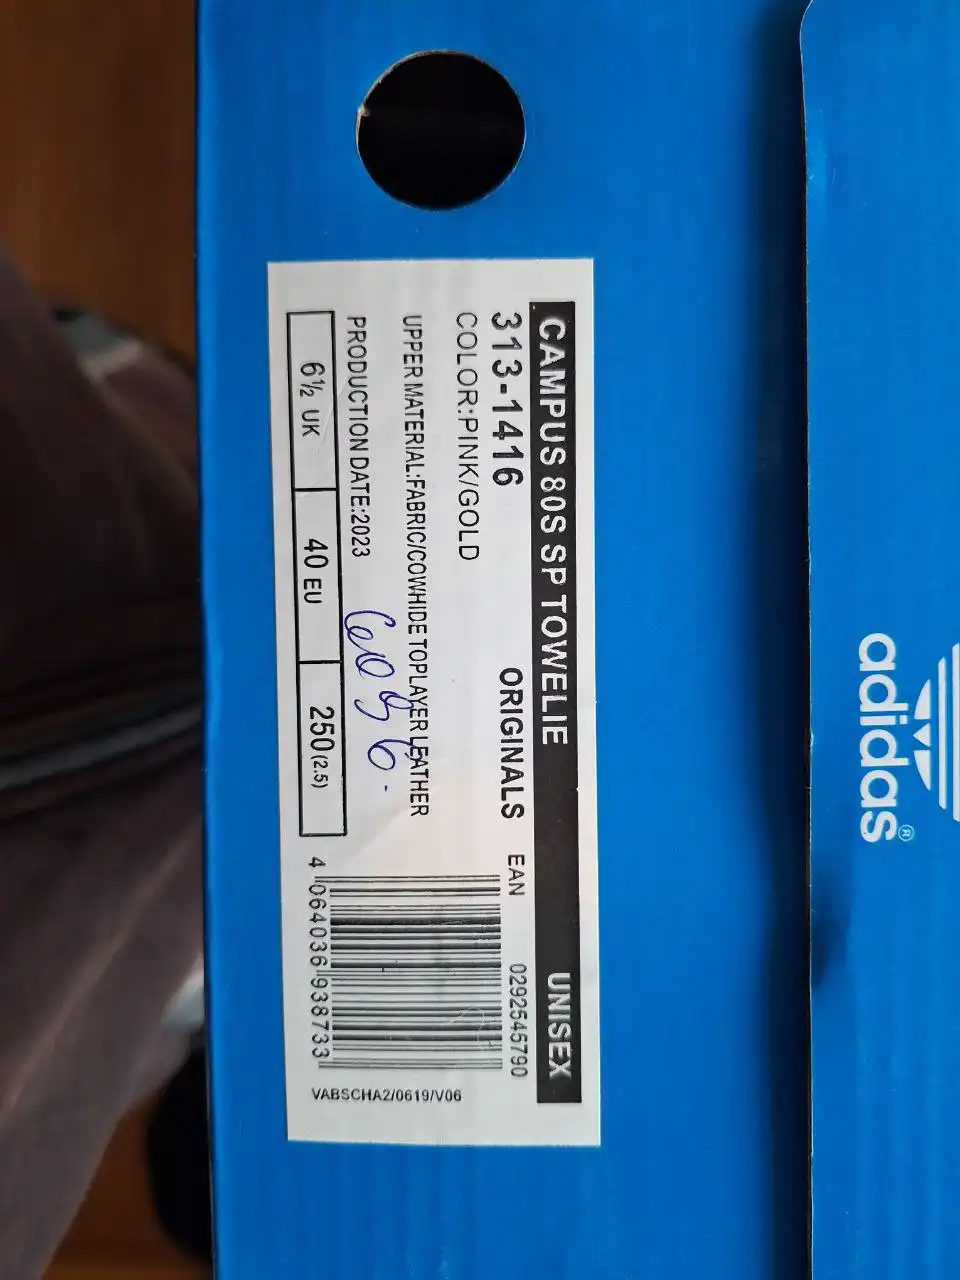 CAMPUS 80S SP TOWELIE UNISEX
313-1416 ORIGINALS EAN 0292545790
COLOR:PINK/GOLD
UPPER MATERIAL:FABRIC/COWHIDE TOPLAYER LEATHER
PRODUCTION DATE:2023
6½ UK 40 EU 250(2.5)
4 064036 938733
VABSCHA2/0619/V06
adidas®